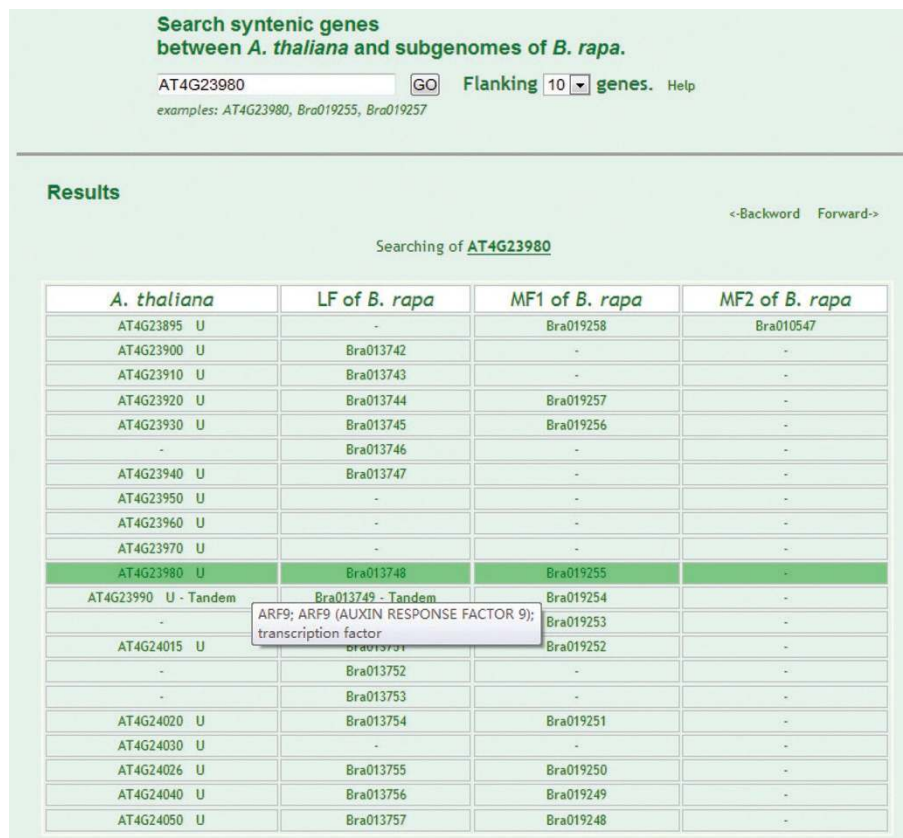 Search syntenic genes
between A. thaliana and subgenomes of B. rapa.
AT4G23980 GO Flanking 10 genes. Help
examples: AT4G23980, Bra019255, Bra019257
Results
<-Backword Forward->
Searching of AT4G23980
A. thaliana LF of B. rapa MF1 of B. rapa MF2 of B. rapa
AT4G23895 U - Bra019258 Bra010547
AT4G23900 U Bra013742 - -
AT4G23910 U Bra013743 - -
AT4G23920 U Bra013744 Bra019257 -
AT4G23930 U Bra013745 Bra019256 -
- Bra013746 - -
AT4G23940 U Bra013747 - -
AT4G23950 U - - -
AT4G23960 U - - -
AT4G23970 U - - -
AT4G23980 U Bra013748 Bra019255 -
AT4G23990 U - Tandem Bra013749 - Tandem Bra019254 -
ARF9; ARF9 (AUXIN RESPONSE FACTOR 9);
transcription factor
- Bra019253 -
AT4G24015 U Bra013751 Bra019252 -
- Bra013752 - -
- Bra013753 - -
AT4G24020 U Bra013754 Bra019251 -
AT4G24030 U - - -
AT4G24026 U Bra013755 Bra019250 -
AT4G24040 U Bra013756 Bra019249 -
AT4G24050 U Bra013757 Bra019248 -